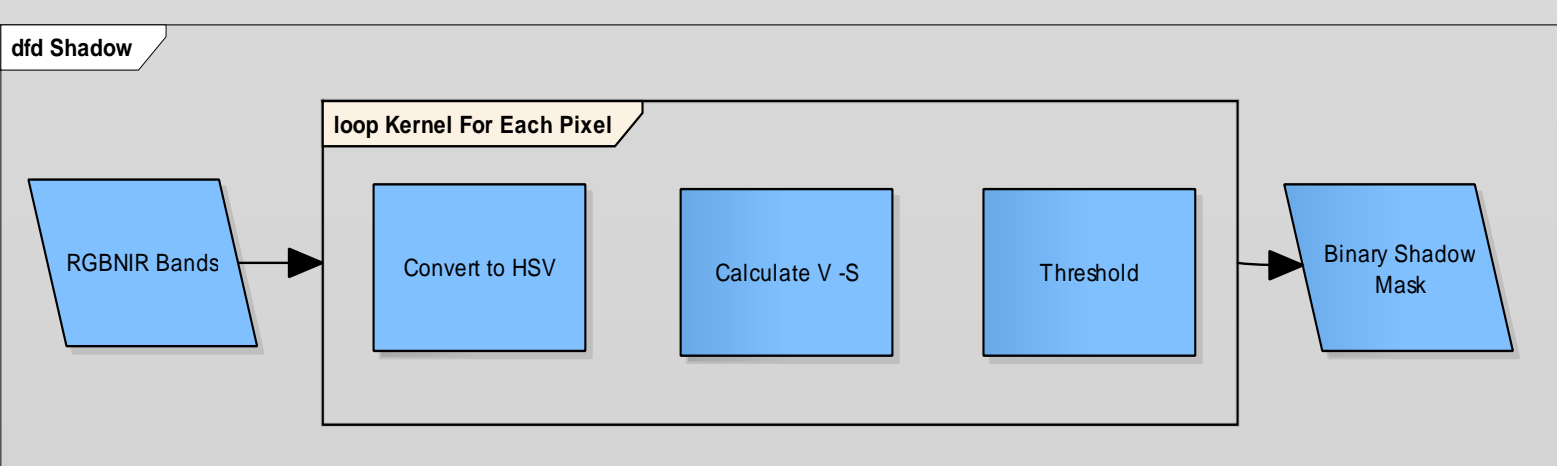 dfd Shadow
loop Kernel For Each Pixel
RGBNIR Bands
Convert to HSV
Calculate V -S
Threshold
Binary Shadow
Mask